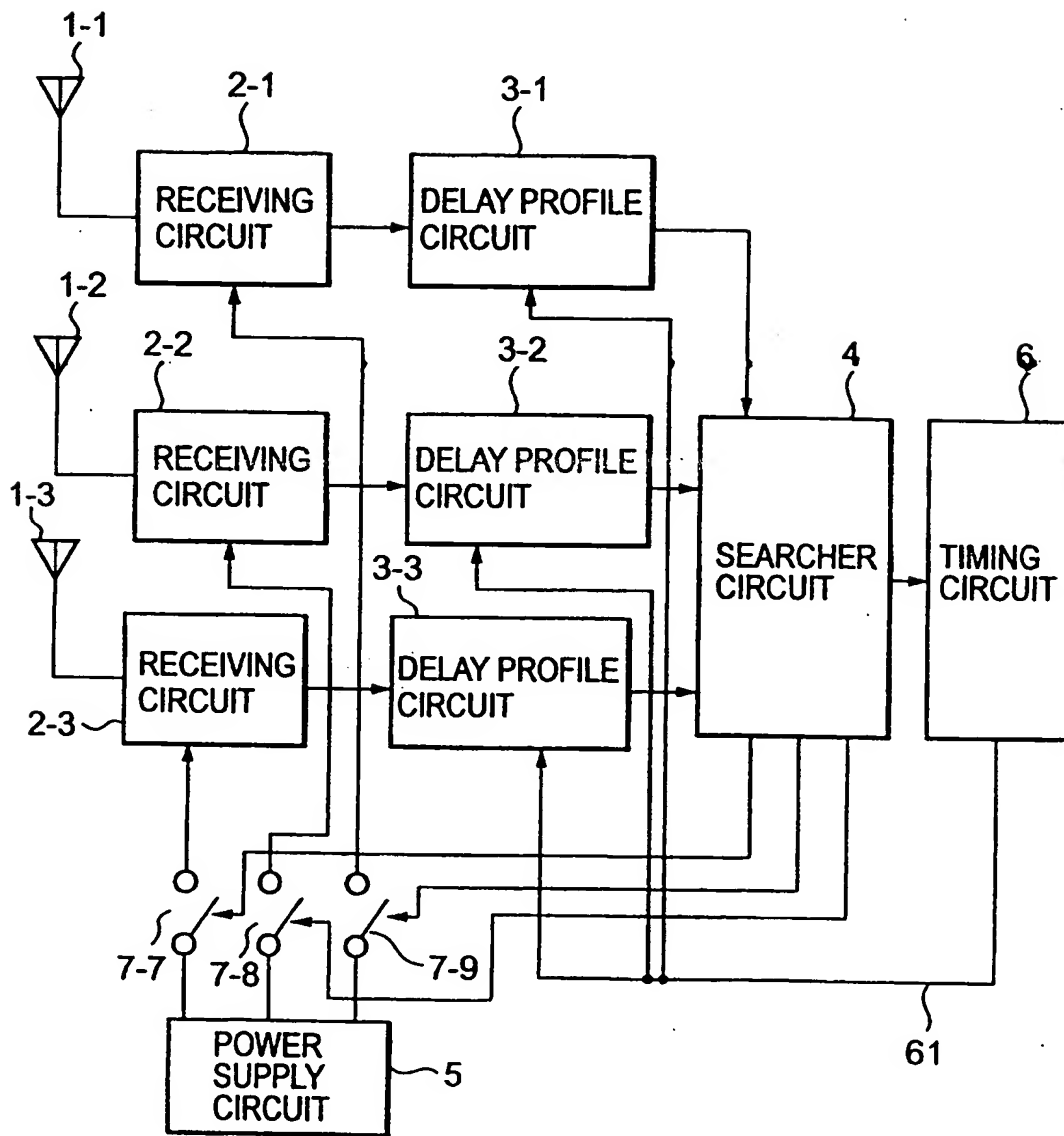 1-1
2-1
3-1
RECEIVING
CIRCUIT
DELAY PROFILE
CIRCUIT
1-2
2-2
3-2
4
6
RECEIVING
CIRCUIT
DELAY PROFILE
CIRCUIT
1-3
3-3
SEARCHER
CIRCUIT
TIMING
CIRCUIT
RECEIVING
CIRCUIT
DELAY PROFILE
CIRCUIT
2-3
7-7
7-8
7-9
61
POWER
SUPPLY
CIRCUIT
5